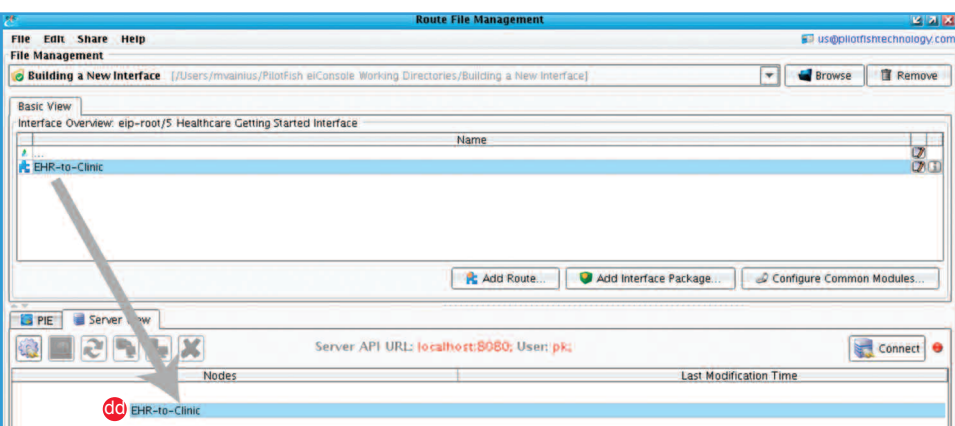 Route File Management
File Edit Share Help
us@pilotfishtechnology.com
File Management
Building a New Interface [/Users/mvainius/PilotFish eiConsole Working Directories/Building a New Interface]
Browse
Remove
Basic View
Interface Overview: eip-root/5 Healthcare Getting Started Interface
Name
...
EHR-to-Clinic
Add Route...
Add Interface Package...
Configure Common Modules...
PIE
Server
Server API URL: localhost:8080; User: pk;
Connect
Nodes
Last Modification Time
dd
EHR-to-Clinic